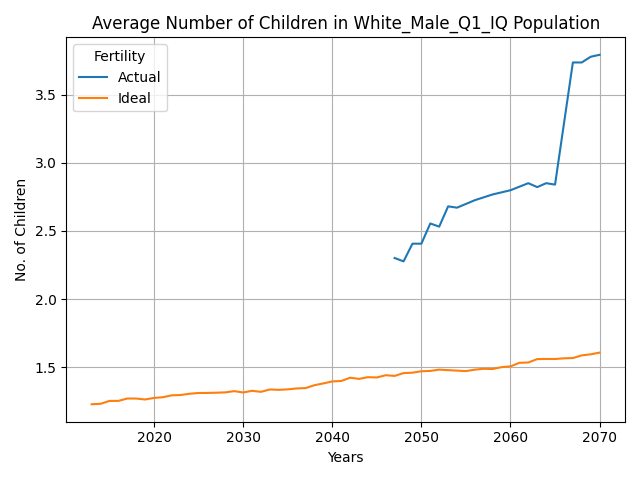 Average Number of Children in White_Male_Q1_IQ Population
Fertility
Actual
Ideal
No. of Children
3.5
3.0
2.5
2.0
1.5
2020 2030 2040 2050 2060 2070
Years